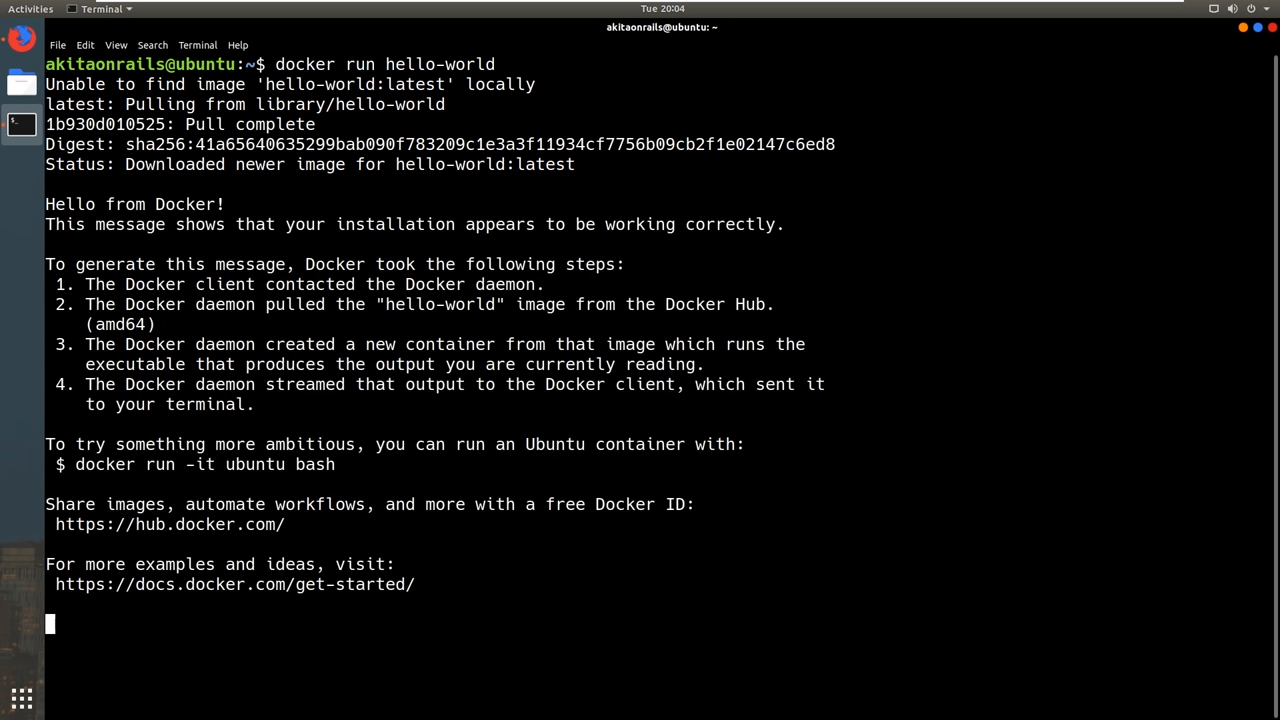 Activities Terminal Tue 20:04
akitaonrails@ubuntu: ~
File Edit View Search Terminal Help
akitaonrails@ubuntu:~$ docker run hello-world
Unable to find image 'hello-world:latest' locally
latest: Pulling from library/hello-world
1b930d010525: Pull complete
Digest: sha256:41a65640635299bab090f783209c1e3a3f11934cf7756b09cb2f1e02147c6ed8
Status: Downloaded newer image for hello-world:latest

Hello from Docker!
This message shows that your installation appears to be working correctly.

To generate this message, Docker took the following steps:
 1. The Docker client contacted the Docker daemon.
 2. The Docker daemon pulled the "hello-world" image from the Docker Hub.
    (amd64)
 3. The Docker daemon created a new container from that image which runs the
    executable that produces the output you are currently reading.
 4. The Docker daemon streamed that output to the Docker client, which sent it
    to your terminal.

To try something more ambitious, you can run an Ubuntu container with:
 $ docker run -it ubuntu bash

Share images, automate workflows, and more with a free Docker ID:
 https://hub.docker.com/

For more examples and ideas, visit:
 https://docs.docker.com/get-started/